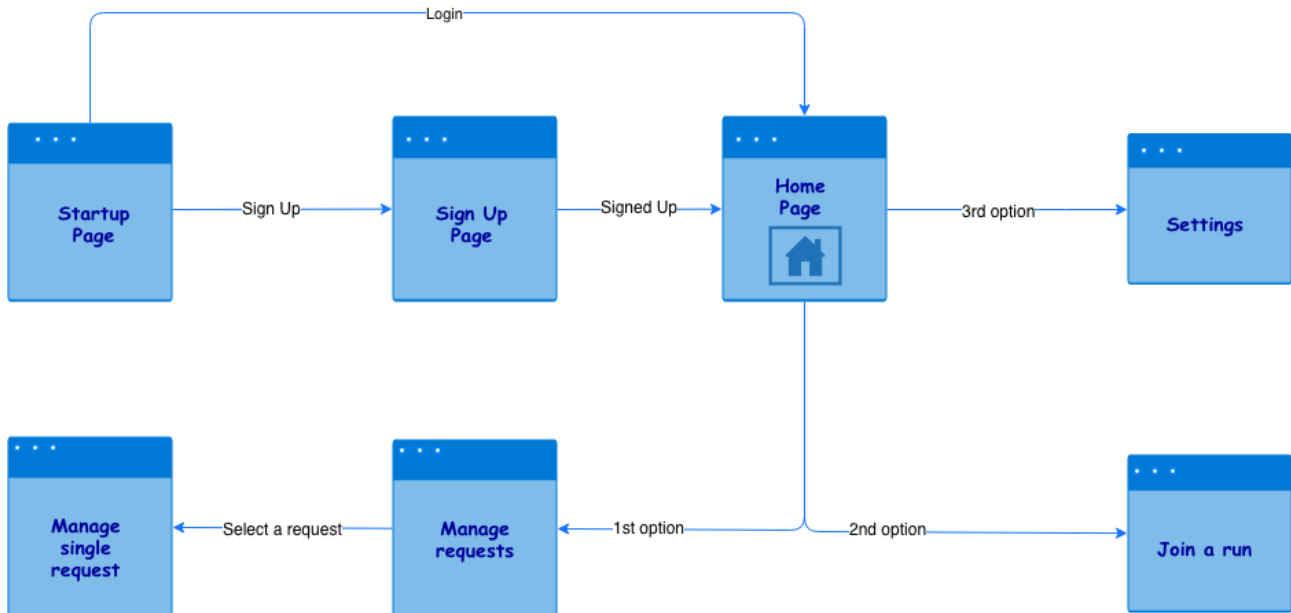 Login
Startup
Page
Sign Up
Sign Up
Page
Signed Up
Home
Page
3rd option
Settings
Manage
single
request
Select a request
Manage
requests
1st option
2nd option
Join a run